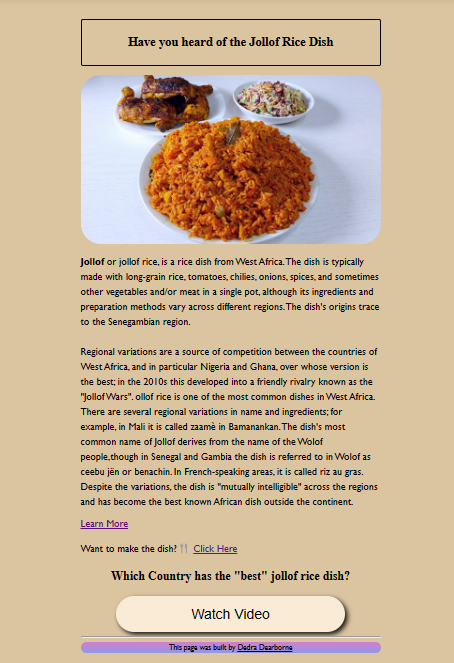 Have you heard of the Jollof Rice Dish
Jollof or jollof rice, is a rice dish from West Africa. The dish is typically
made with long-grain rice, tomatoes, chilies, onions, spices, and sometimes
other vegetables and/or meat in a single pot, although its ingredients and
preparation methods vary across different regions. The dish's origins trace
to the Senegambian region.
Regional variations are a source of competition between the countries of
West Africa, and in particular Nigeria and Ghana, over whose version is
the best; in the 2010s this developed into a friendly rivalry known as the
"Jollof Wars". ollof rice is one of the most common dishes in West Africa.
There are several regional variations in name and ingredients; for
example, in Mali it is called zaamè in Bamanankan. The dish's most
common name of Jollof derives from the name of the Wolof
people,though in Senegal and Gambia the dish is referred to in Wolof as
ceebu jën or benachin. In French-speaking areas, it is called riz au gras.
Despite the variations, the dish is "mutually intelligible" across the regions
and has become the best known African dish outside the continent.
Learn More
Want to make the dish? 🍴 Click Here
Which Country has the "best" jollof rice dish?
Watch Video
This page was built by Dedra Dearborne